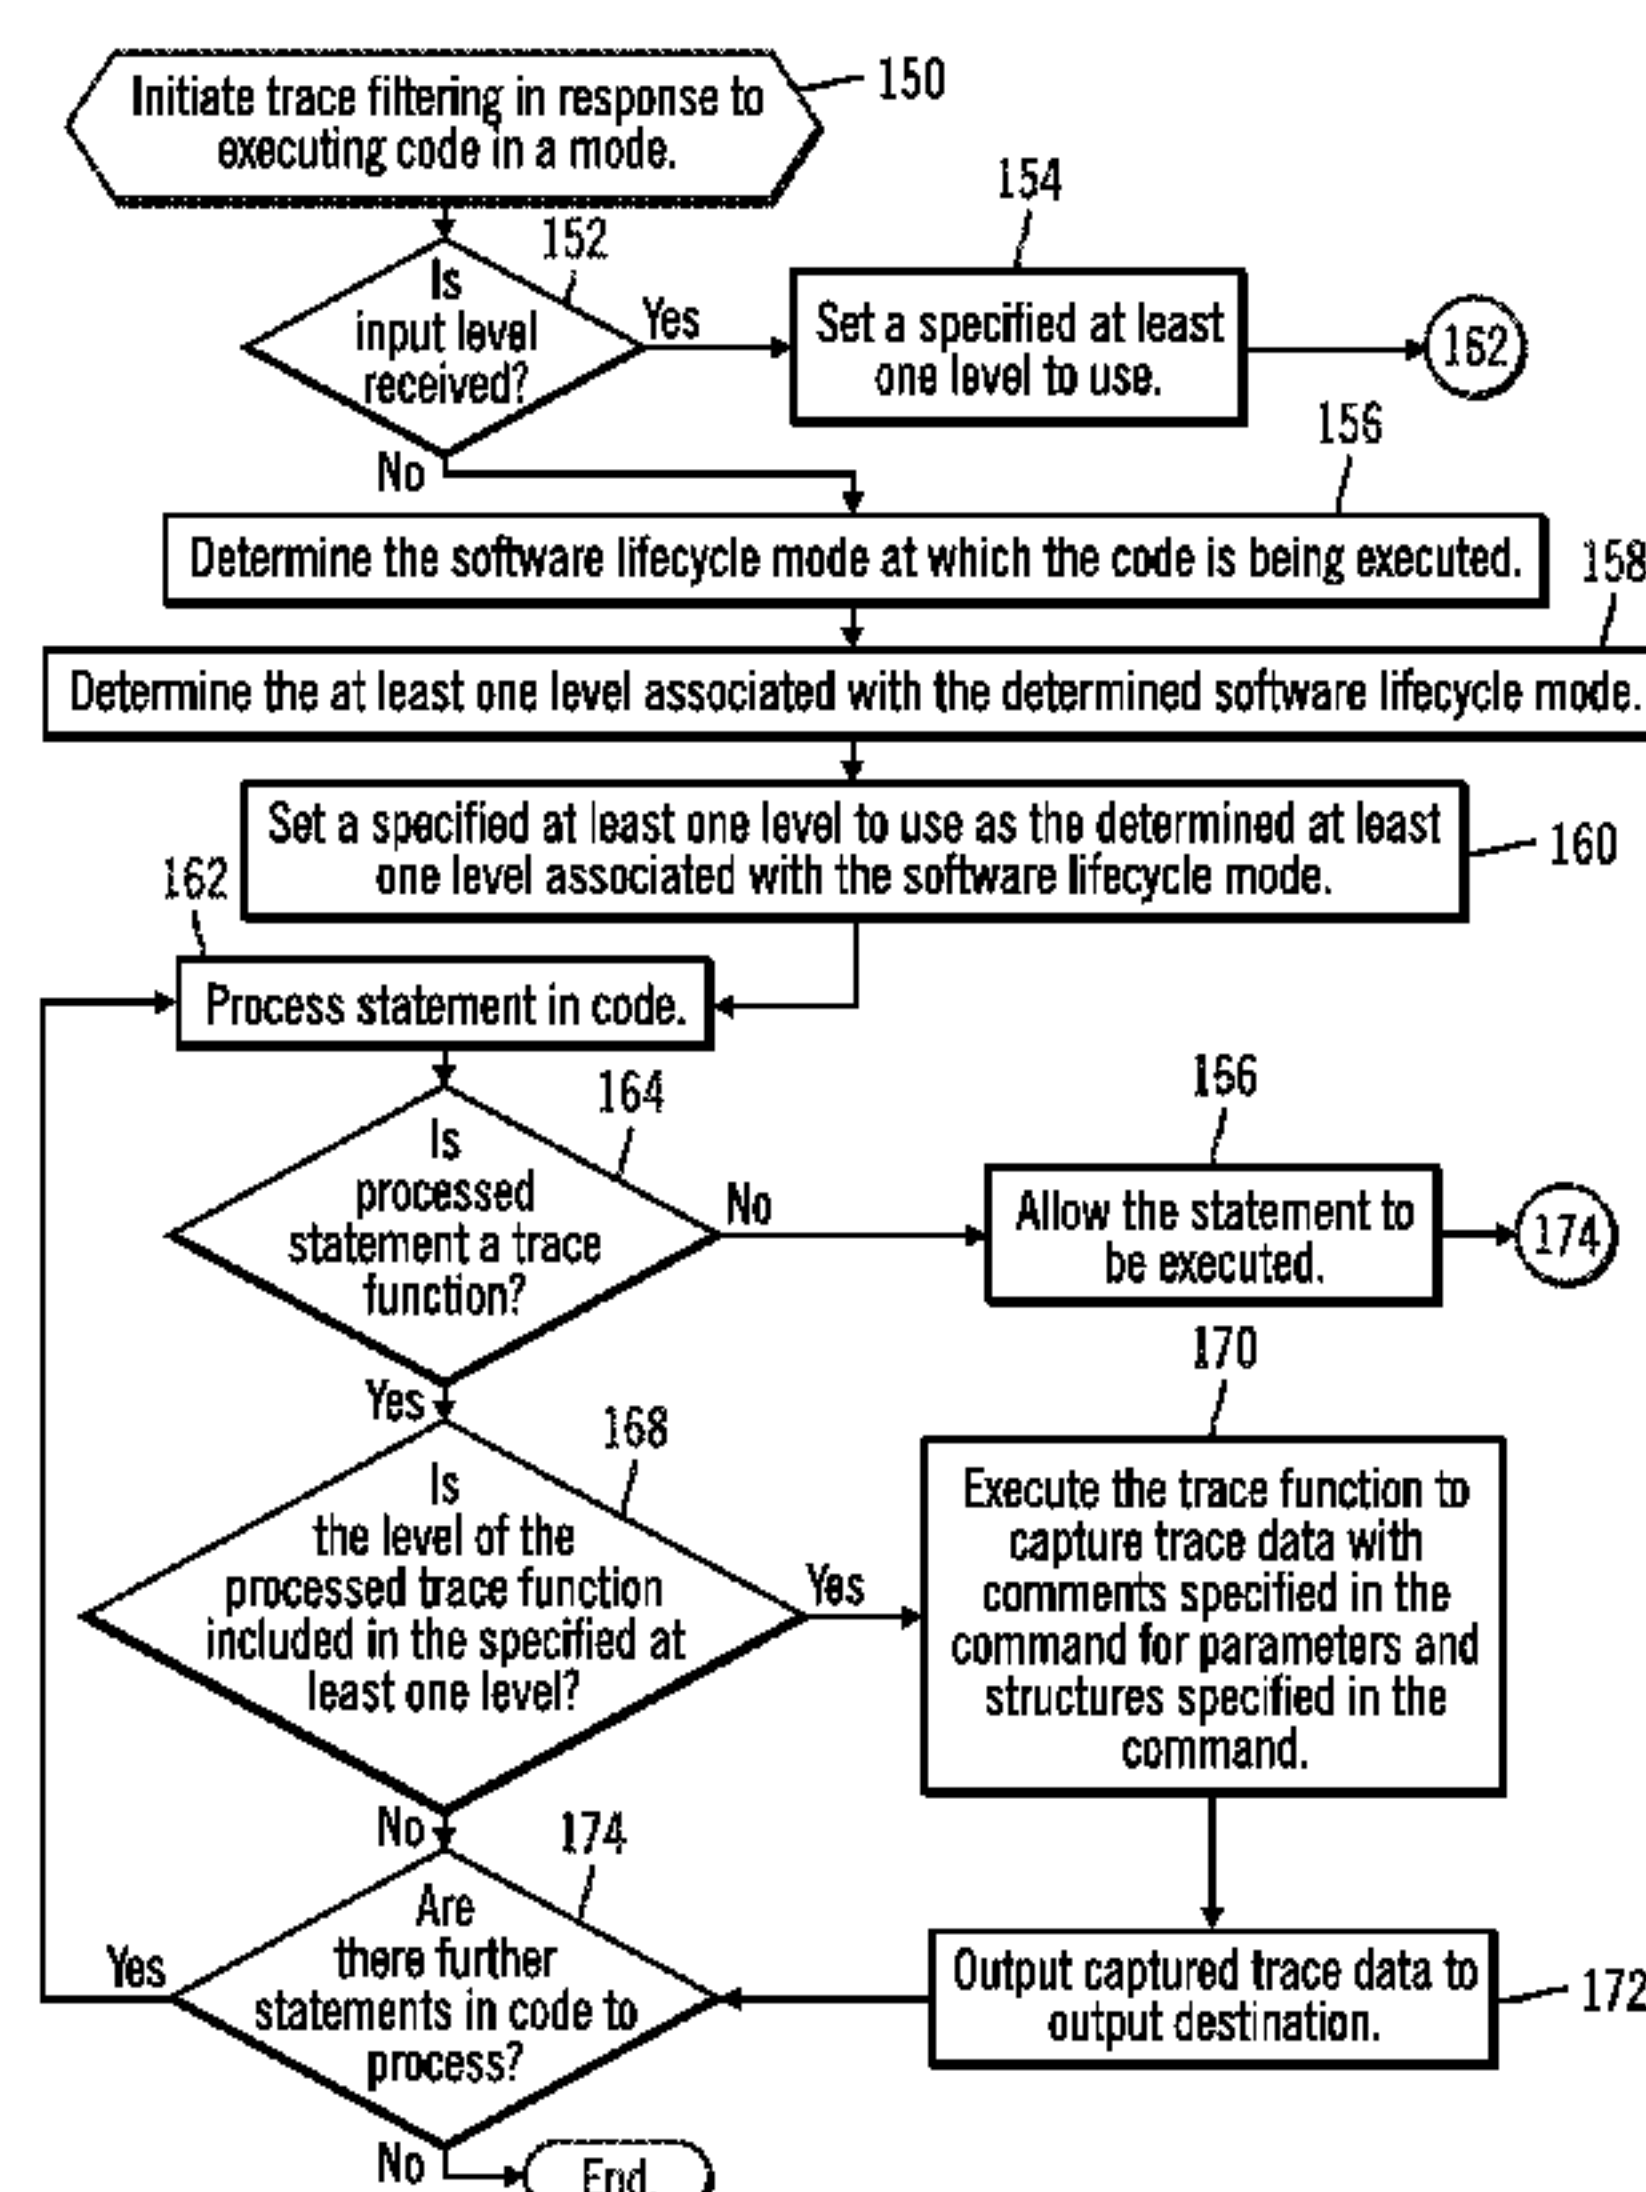 Initiate trace filtering in response to
executing code in a mode.
150
152
Is
input level
received?
Yes
154
Set a specified at least
one level to use.
162
No
156
Determine the software lifecycle mode at which the code is being executed.
158
Determine the at least one level associated with the determined software lifecycle mode.
Set a specified at least one level to use as the determined at least
one level associated with the software lifecycle mode.
160
162
Process statement in code.
164
Is
processed
statement a trace
function?
No
166
Allow the statement to
be executed.
174
Yes
168
Is
the level of the
processed trace function
included in the specified at
least one level?
Yes
170
Execute the trace function to
capture trace data with
comments specified in the
command for parameters and
structures specified in the
command.
No
174
Are
there further
statements in code to
process?
Yes
Output captured trace data to
output destination.
172
No
End